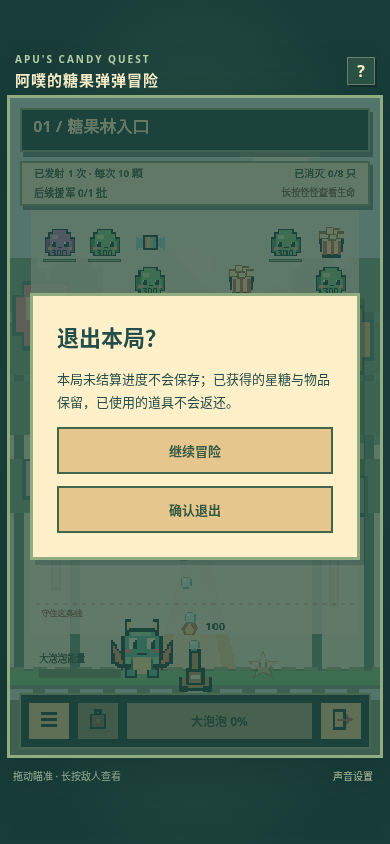 APU'S CANDY QUEST
阿噗的糖果弹弹冒险
?
01 / 糖果林入口
已发射 1 次 · 每次 10 颗
已消灭 0/8 只
后续援军 0/1 批
长按怪怪查看生命
300
300
300
300
300
退出本局？
本局未结算进度不会保存；已获得的星糖与物品
保留，已使用的道具不会返还。
继续冒险
确认退出
守住这条线
100
大泡泡能量
大泡泡 0%
拖动瞄准 · 长按敌人查看
声音设置